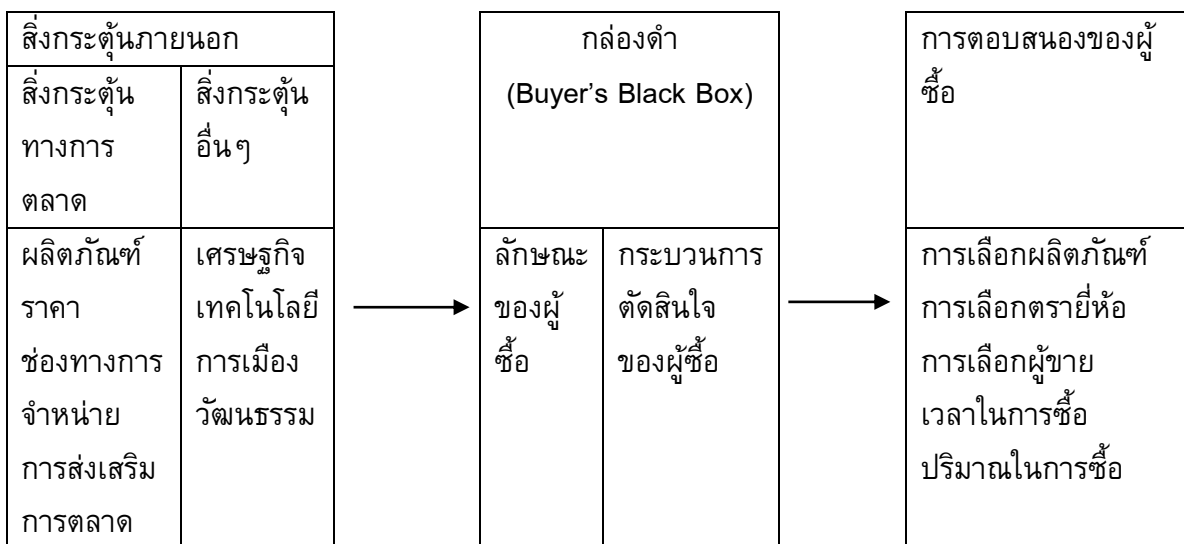 สิ่งกระตุ้นภายนอก
สิ่งกระตุ้น
ทางการ
ตลาด
สิ่งกระตุ้น
อื่นๆ
ผลิตภัณฑ์
ราคา
ช่องทางการ
จำหน่าย
การส่งเสริม
การตลาด
เศรษฐกิจ
เทคโนโลยี
การเมือง
วัฒนธรรม
กล่องดำ
(Buyer’s Black Box)
ลักษณะ
ของผู้
ซื้อ
กระบวนการ
ตัดสินใจ
ของผู้ซื้อ
การตอบสนองของผู้
ซื้อ
การเลือกผลิตภัณฑ์
การเลือกตรายี่ห้อ
การเลือกผู้ขาย
เวลาในการซื้อ
ปริมาณในการซื้อ